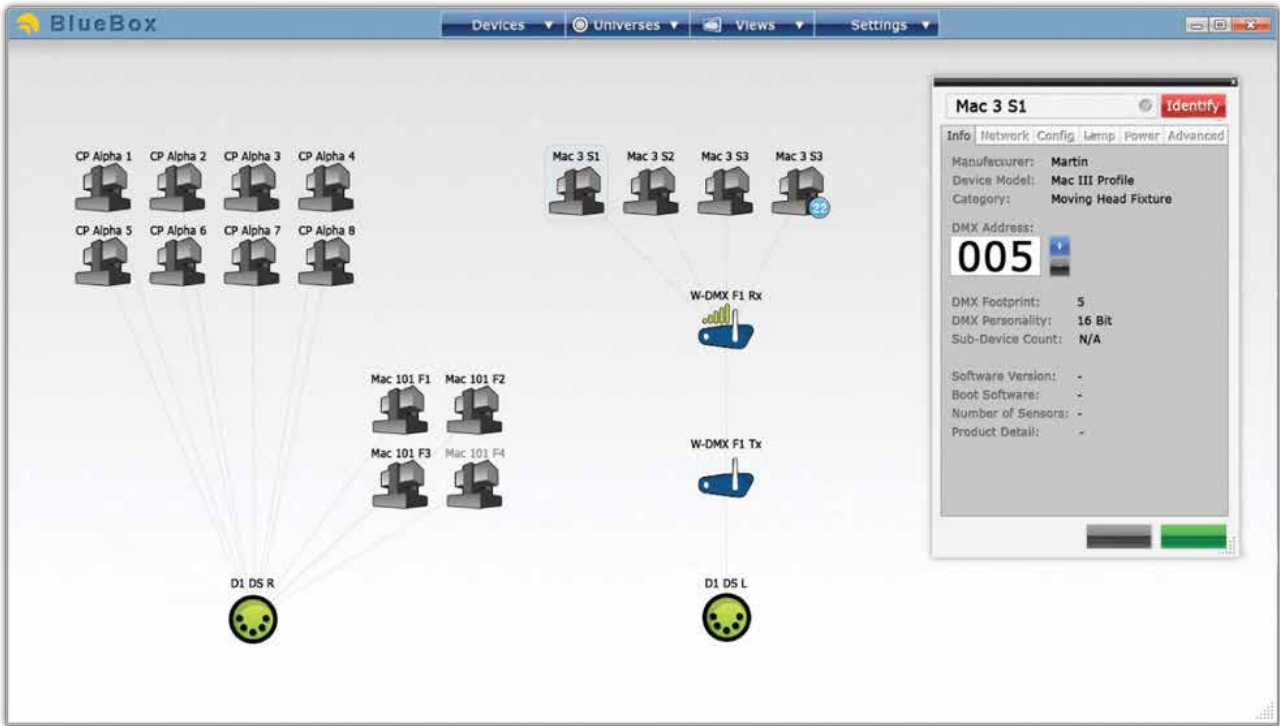 BlueBox
Devices Universes Views Settings
Mac 3 S1 Identify
Info Network Config Lamp Power Advanced
Manufacturer: Martin
Device Model: Mac III Profile
Category: Moving Head Fixture
DMX Address:
005
DMX Footprint: 5
DMX Personality: 16 Bit
Sub-Device Count: N/A
Software Version: -
Boot Software: -
Number of Sensors: -
Product Detail: -
CP Alpha 1 CP Alpha 2 CP Alpha 3 CP Alpha 4
Mac 3 S1 Mac 3 S2 Mac 3 S3 Mac 3 S3
22
CP Alpha 5 CP Alpha 6 CP Alpha 7 CP Alpha 8
W-DMX F1 Rx
Mac 101 F1 Mac 101 F2
Mac 101 F3 Mac 101 F4
W-DMX F1 Tx
D1 DS R
D1 DS L